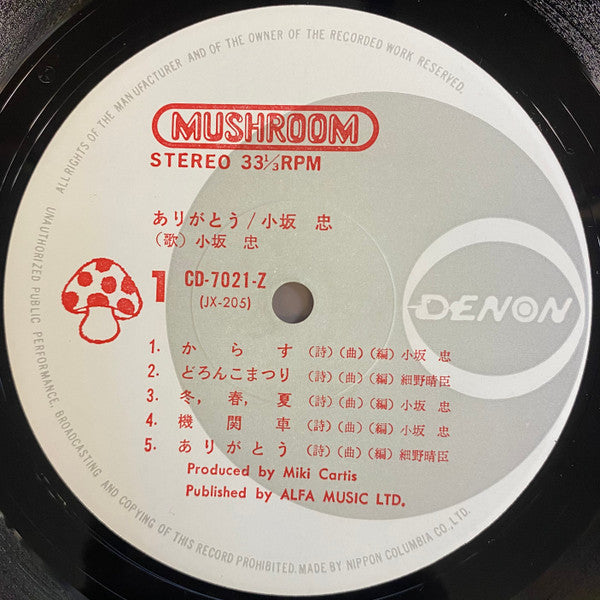 ALL RIGHTS OF THE MANUFACTURER AND OF THE OWNER OF THE RECORDED WORK RESERVED.
MUSHROOM
STEREO 33⅓RPM
ありがとう/小坂 忠
(歌)小坂 忠
1 CD-7021-Z
(JX-205)
DENON
1. からす (詩)(曲)(編)小坂 忠
2. どろんこまつり (詩)(曲)(編)細野晴臣
3. 冬,春,夏 (詩)(曲)(編)小坂 忠
4. 機関車 (詩)(曲)(編)小坂 忠
5. ありがとう (詩)(曲)(編)細野晴臣
Produced by Miki Cartis
Published by ALFA MUSIC LTD.
UNAUTHORIZED PUBLIC PERFORMANCE, BROADCASTING AND COPYING OF THIS RECORD PROHIBITED. MADE BY NIPPON COLUMBIA CO., LTD.